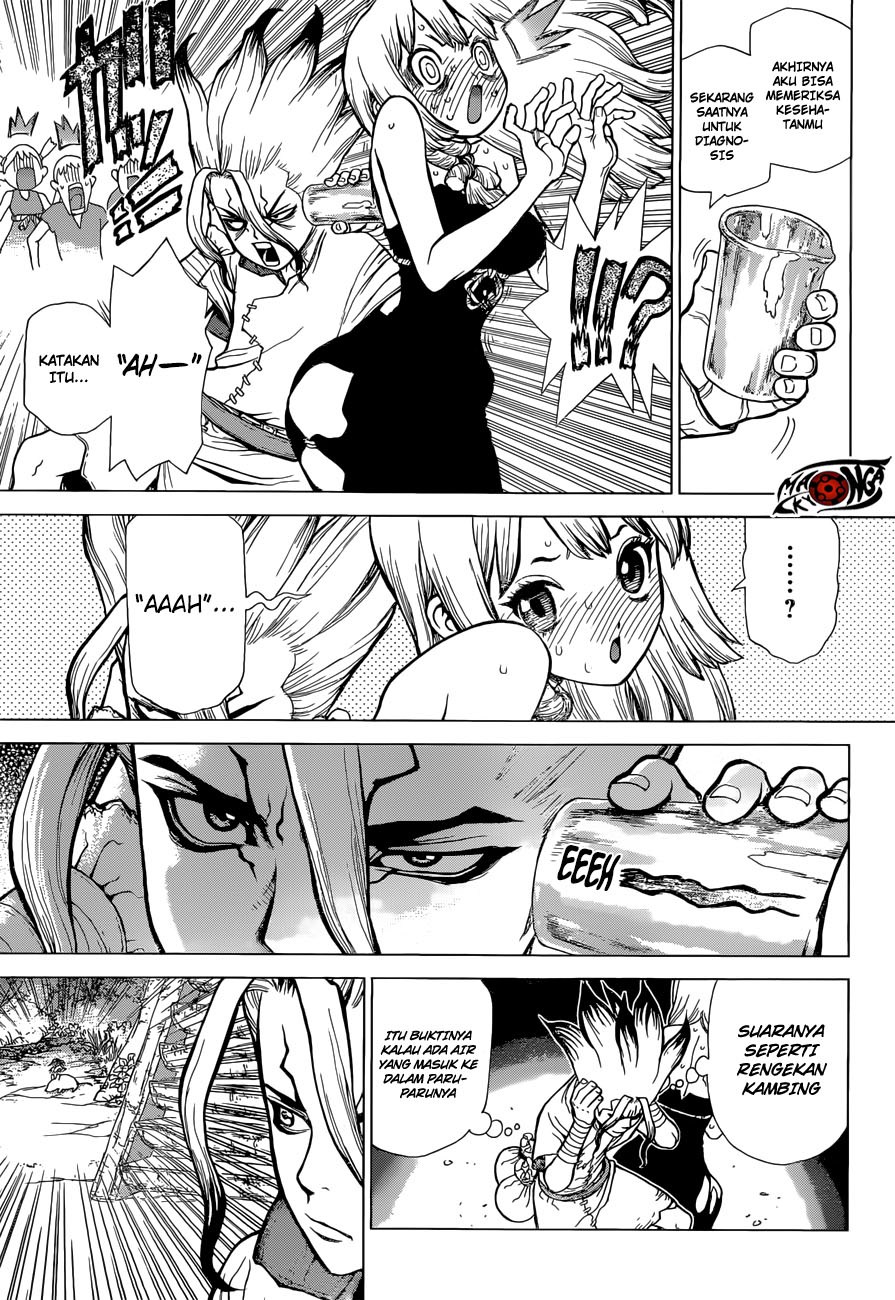 AKHIRNYA
AKU BISA
MEMERIKSA
KESEHA-
TANMU
SEKARANG
SAATNYA
UNTUK
DIAGNO-
SIS
!!!?
KATAKAN
ITU...
"AH—"
......?
"AAAH"...
EEEH
SUARANYA
SEPERTI
RENGEKAN
KAMBING
ITU BUKTINYA
KALAU ADA AIR
YANG MASUK KE
DALAM PARU-
PARUNYA